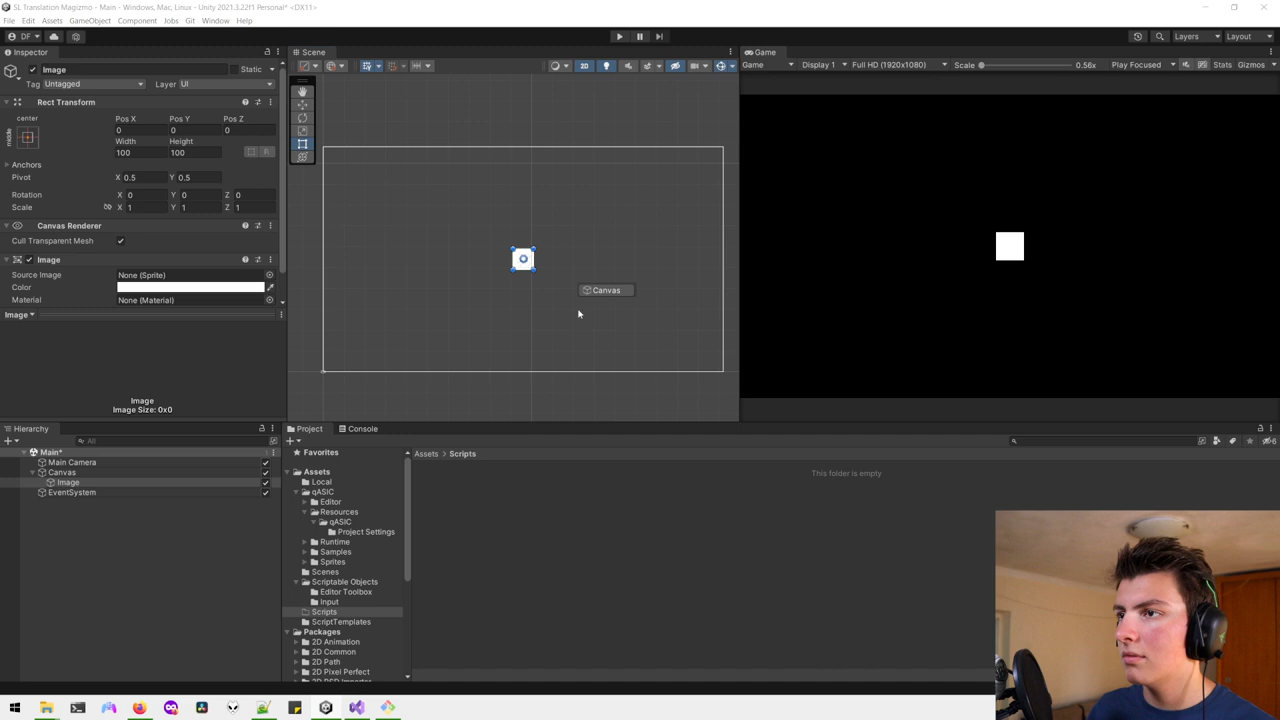 SL Translation Magizmo - Main - Windows, Mac, Linux - Unity 2021.3.22f1 Personal* <DX11>
File Edit Assets GameObject Component Jobs Git Window Help
DF
Layers
Layout
Inspector
Image
Static
Tag Untagged Layer UI
Rect Transform
center
middle
Pos X Pos Y Pos Z
0 0 0
Width Height
100 100
R
Anchors
Pivot X 0.5 Y 0.5
Rotation X 0 Y 0 Z 0
Scale X 1 Y 1 Z 1
Canvas Renderer
Cull Transparent Mesh
Image
Source Image None (Sprite)
Color
Material None (Material)
Image
Image
Image Size: 0x0
Scene
2D
Canvas
Game
Game Display 1 Full HD (1920x1080) Scale 0.56x Play Focused Stats Gizmos
Hierarchy
All
Main*
Main Camera
Canvas
Image
EventSystem
Project Console
6
Favorites
Assets
Local
qASIC
Editor
Resources
qASIC
Project Settings
Runtime
Samples
Sprites
Scenes
Scriptable Objects
Editor Toolbox
Input
Scripts
ScriptTemplates
Packages
2D Animation
2D Common
2D Path
2D Pixel Perfect
Assets > Scripts
This folder is empty